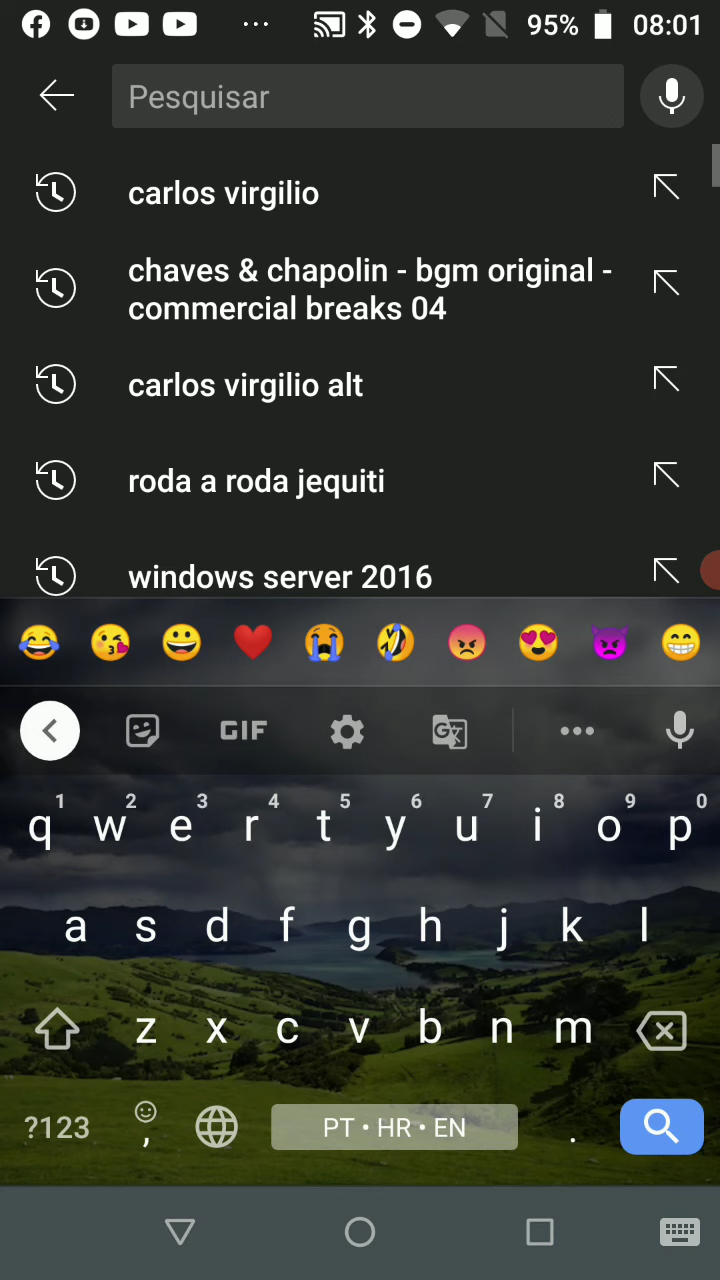 95% 08:01
Pesquisar
carlos virgilio
chaves & chapolin - bgm original -
commercial breaks 04
carlos virgilio alt
roda a roda jequiti
windows server 2016
GIF
1 2 3 4 5 6 7 8 9 0
q w e r t y u i o p
a s d f g h j k l
z x c v b n m
?123 , PT • HR • EN .